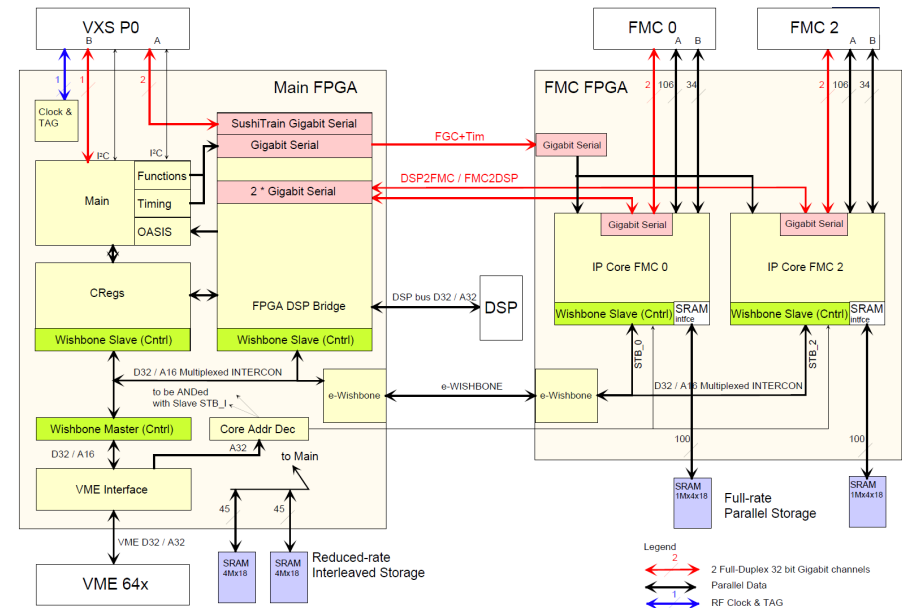 VXS P0
B
A
FMC 0
A
B
FMC 2
A
B
1
1
2
2
106
34
2
106
34
Main FPGA
FMC FPGA
Clock &
TAG
I²C
I²C
SushiTrain Gigabit Serial
Gigabit Serial
FGC+Tim
Gigabit Serial
Main
Functions
Timing
OASIS
2 * Gigabit Serial
DSP2FMC / FMC2DSP
Gigabit Serial
Gigabit Serial
IP Core FMC 0
IP Core FMC 2
CRegs
FPGA DSP Bridge
DSP bus D32 / A32
DSP
Wishbone Slave (Cntrl)
SRAM
intfce
Wishbone Slave (Cntrl)
SRAM
intfce
Wishbone Slave (Cntrl)
Wishbone Slave (Cntrl)
STB_0
STB_2
D32 / A16 Multiplexed INTERCON
e-Wishbone
e-WISHBONE
e-Wishbone
D32 / A16 Multiplexed INTERCON
to be ANDed
with Slave STB_I
Wishbone Master (Cntrl)
Core Addr Dec
D32 / A16
A32
to Main
100
100
VME Interface
45
45
SRAM
1Mx4x18
Full-rate
Parallel Storage
SRAM
1Mx4x18
VME D32 / A32
SRAM
4Mx18
SRAM
4Mx18
Reduced-rate
Interleaved Storage
VME 64x
Legend
2
2 Full-Duplex 32 bit Gigabit channels
Parallel Data
1
RF Clock & TAG